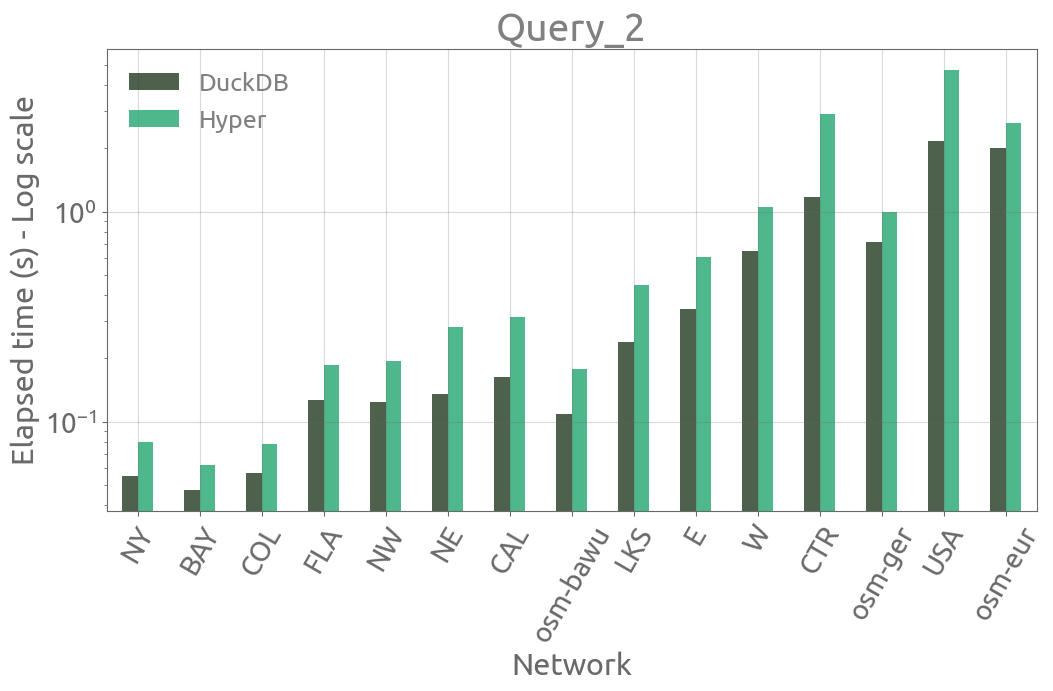 Query_2
DuckDB
Hyper
Elapsed time (s) - Log scale
10⁰
10⁻¹
NY
BAY
COL
FLA
NW
NE
CAL
osm-bawu
LKS
E
W
CTR
osm-ger
USA
osm-eur
Network